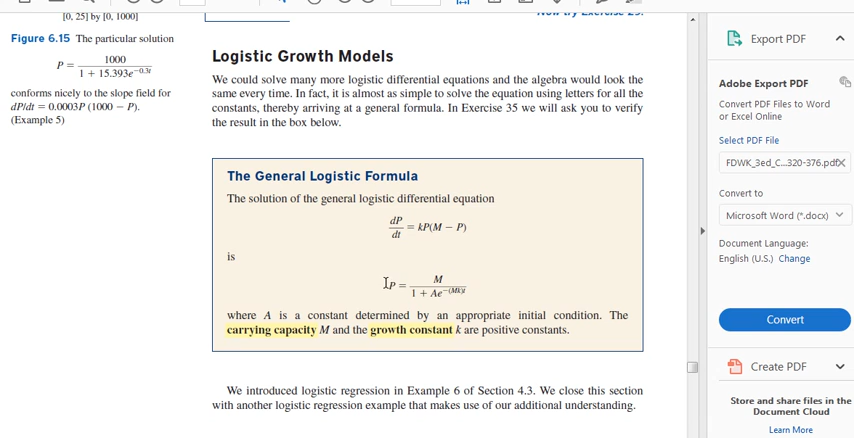 [0, 25] by [0, 1000]
Figure 6.15 The particular solution
P = 1000 / 1 + 15.393e^−0.3t
conforms nicely to the slope field for
dP/dt = 0.0003P (1000 − P).
(Example 5)
Now try Exercise 29.
Logistic Growth Models
We could solve many more logistic differential equations and the algebra would look the
same every time. In fact, it is almost as simple to solve the equation using letters for all the
constants, thereby arriving at a general formula. In Exercise 35 we will ask you to verify
the result in the box below.
The General Logistic Formula
The solution of the general logistic differential equation
dP/dt = kP(M − P)
is
P = M / 1 + Ae^−(Mk)t
where A is a constant determined by an appropriate initial condition. The
carrying capacity M and the growth constant k are positive constants.
We introduced logistic regression in Example 6 of Section 4.3. We close this section
with another logistic regression example that makes use of our additional understanding.
Export PDF
Adobe Export PDF
Convert PDF Files to Word
or Excel Online
Select PDF File
FDWK_3ed_C...320-376.pdf
Convert to
Microsoft Word (*.docx)
Document Language:
English (U.S.) Change
Convert
Create PDF
Store and share files in the
Document Cloud
Learn More